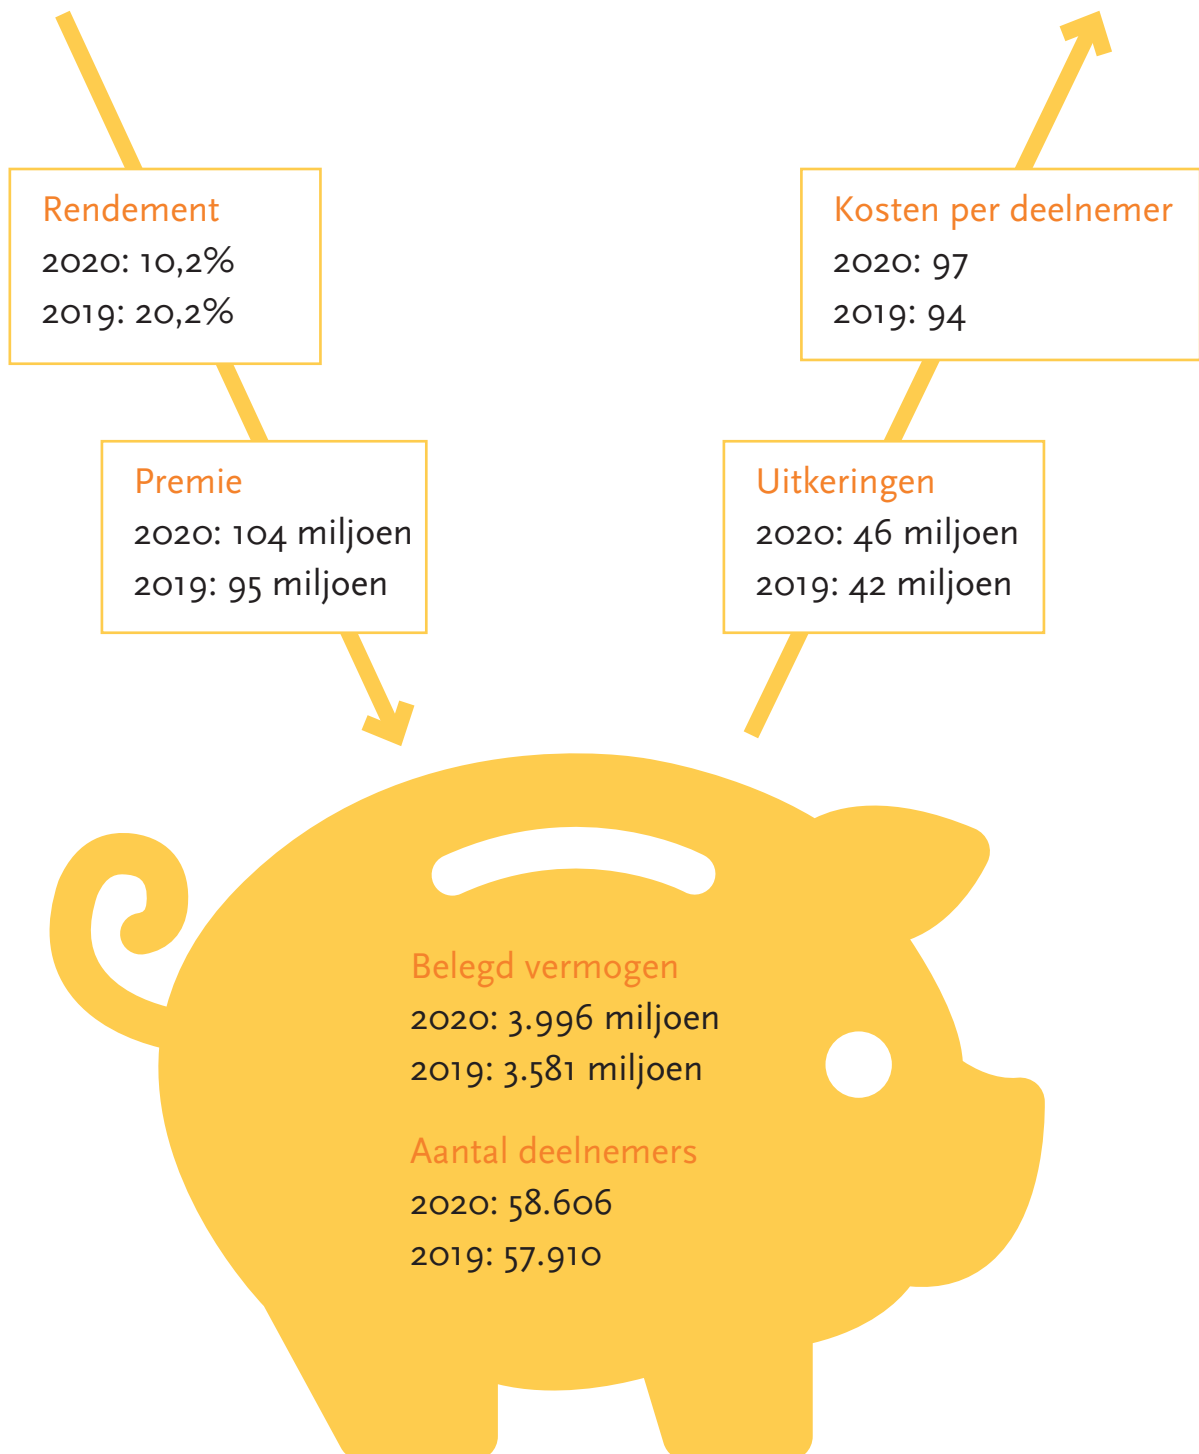 Rendement
2020: 10,2%
2019: 20,2%
Kosten per deelnemer
2020: 97
2019: 94
Premie
2020: 104 miljoen
2019: 95 miljoen
Uitkeringen
2020: 46 miljoen
2019: 42 miljoen
Belegd vermogen
2020: 3.996 miljoen
2019: 3.581 miljoen
Aantal deelnemers
2020: 58.606
2019: 57.910